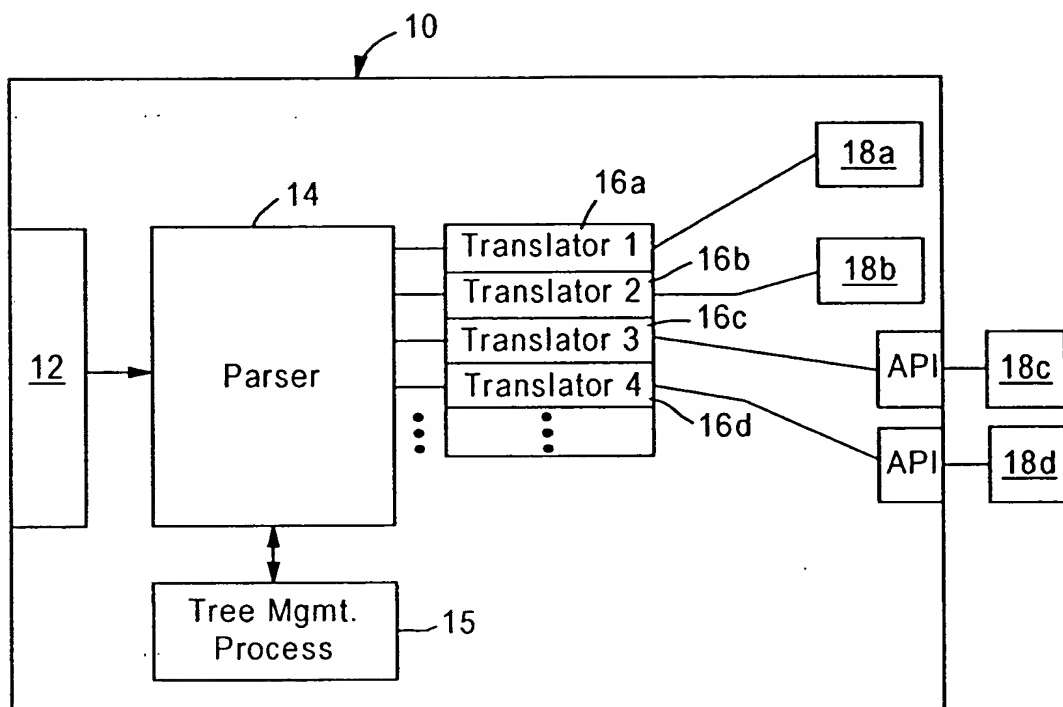 10
18a
14
16a
Translator 1
16b
Translator 2
18b
16c
Translator 3
12
Parser
API
18c
Translator 4
16d
API
18d
Tree Mgmt.
Process
15